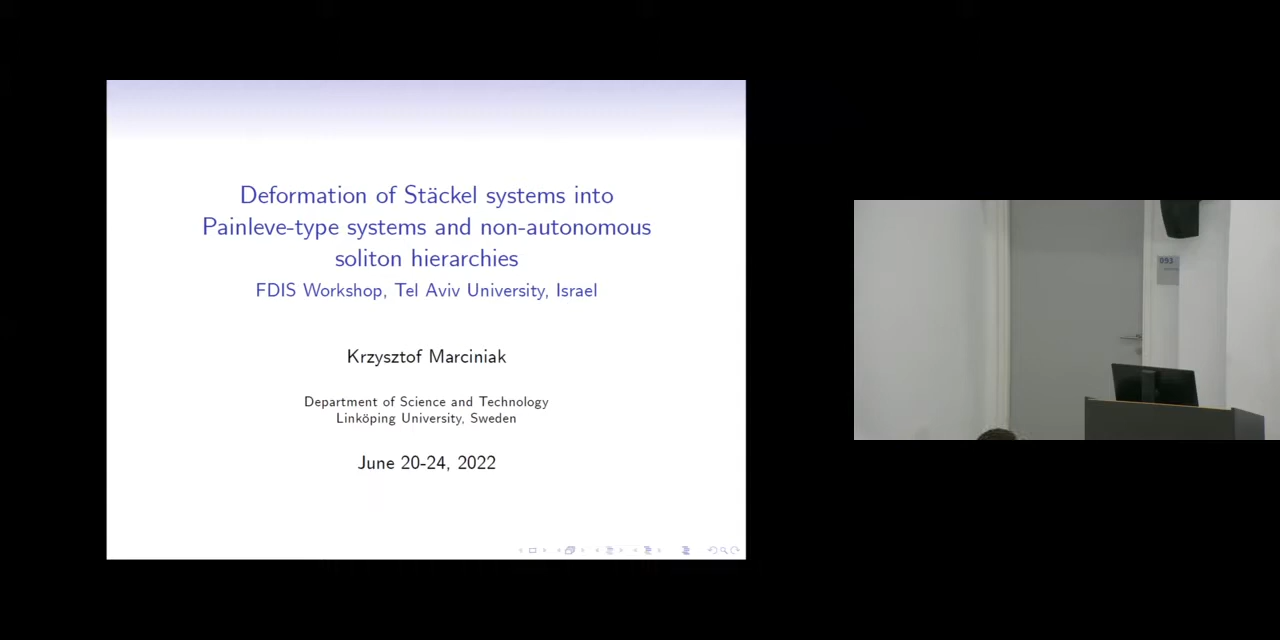 Deformation of Stäckel systems into
Painleve-type systems and non-autonomous
soliton hierarchies
FDIS Workshop, Tel Aviv University, Israel
Krzysztof Marciniak
Department of Science and Technology
Linköping University, Sweden
June 20-24, 2022
093